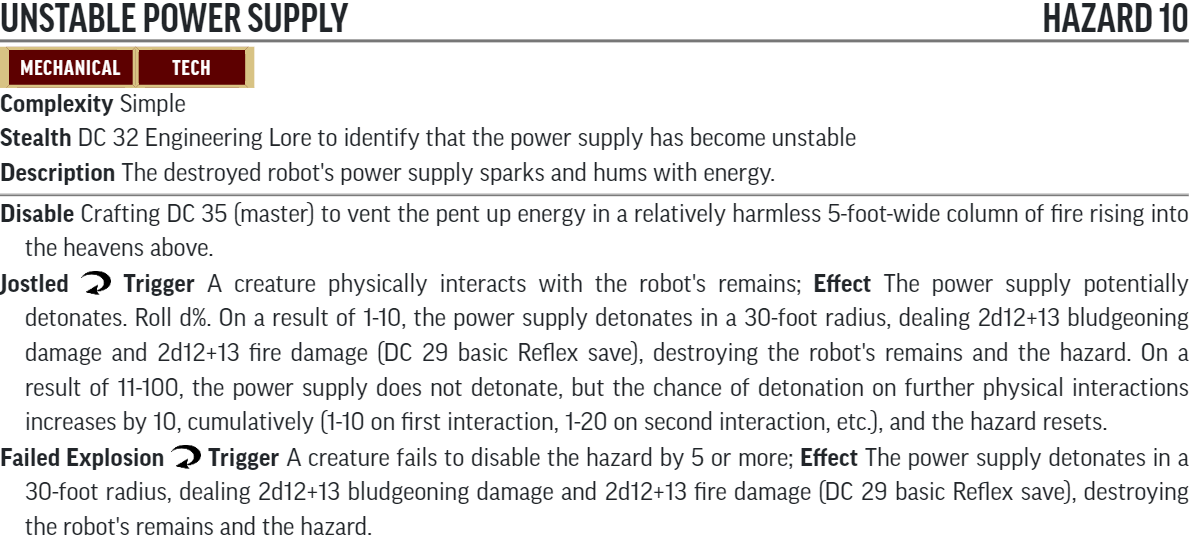 UNSTABLE POWER SUPPLY HAZARD 10
MECHANICAL TECH
Complexity Simple
Stealth DC 32 Engineering Lore to identify that the power supply has become unstable
Description The destroyed robot's power supply sparks and hums with energy.
Disable Crafting DC 35 (master) to vent the pent up energy in a relatively harmless 5-foot-wide column of fire rising into
the heavens above.
Jostled Trigger A creature physically interacts with the robot's remains; Effect The power supply potentially
detonates. Roll d%. On a result of 1-10, the power supply detonates in a 30-foot radius, dealing 2d12+13 bludgeoning
damage and 2d12+13 fire damage (DC 29 basic Reflex save), destroying the robot's remains and the hazard. On a
result of 11-100, the power supply does not detonate, but the chance of detonation on further physical interactions
increases by 10, cumulatively (1-10 on first interaction, 1-20 on second interaction, etc.), and the hazard resets.
Failed Explosion Trigger A creature fails to disable the hazard by 5 or more; Effect The power supply detonates in a
30-foot radius, dealing 2d12+13 bludgeoning damage and 2d12+13 fire damage (DC 29 basic Reflex save), destroying
the robot's remains and the hazard.